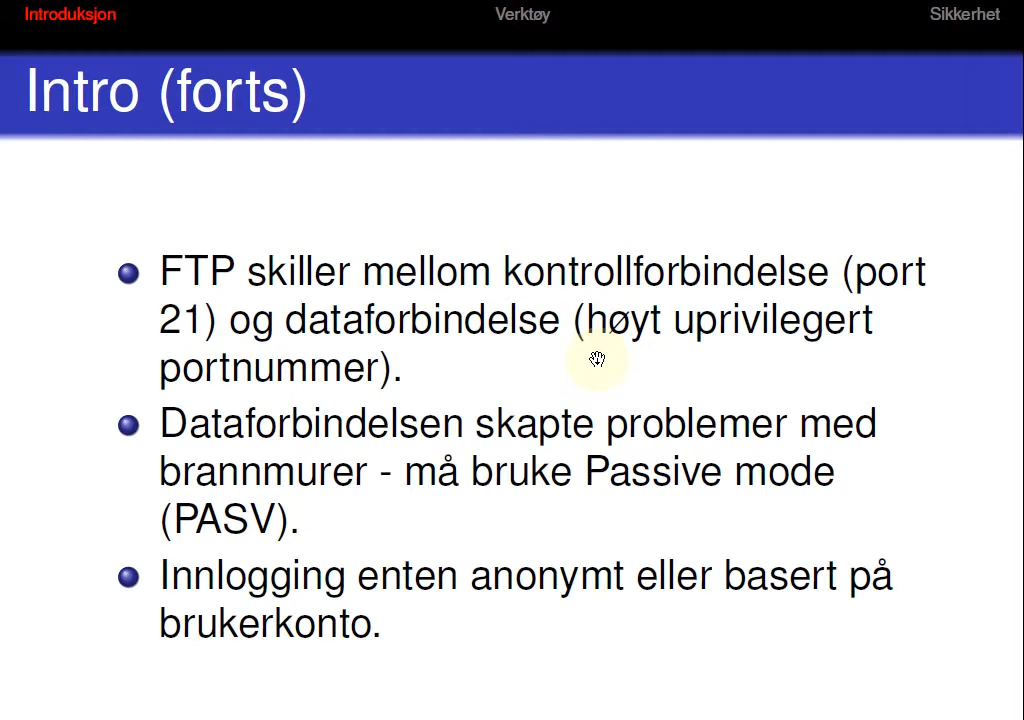 Introduksjon Verktøy Sikkerhet
Intro (forts)
FTP skiller mellom kontrollforbindelse (port
21) og dataforbindelse (høyt uprivilegert
portnummer).
Dataforbindelsen skapte problemer med
brannmurer - må bruke Passive mode
(PASV).
Innlogging enten anonymt eller basert på
brukerkonto.